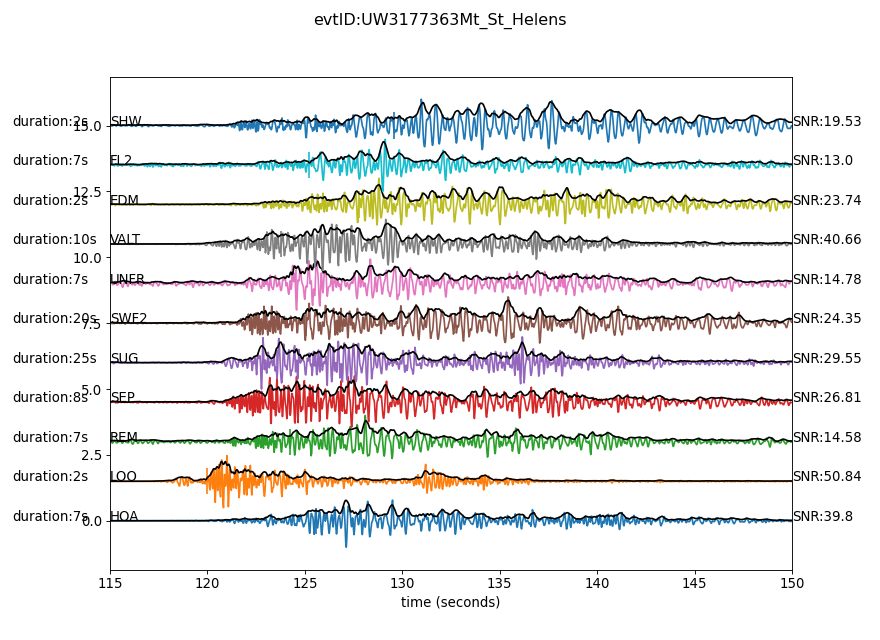 evtID:UW3177363Mt_St_Helens
duration:2s 15.0 SHW SNR:19.53
duration:7s EL2 SNR:13.0
12.5
duration:2s EDM SNR:23.74
duration:10s VALT SNR:40.66
10.0
duration:7s SNR:14.78
duration:20s 7.5 SWF2 SNR:24.35
duration:25s SUG SNR:29.55
5.0
duration:8s SEP SNR:26.81
duration:7s REM SNR:14.58
2.5
duration:2s LOO SNR:50.84
duration:7s 0.0 HOA SNR:39.8
115 120 125 130 135 140 145 150
time (seconds)